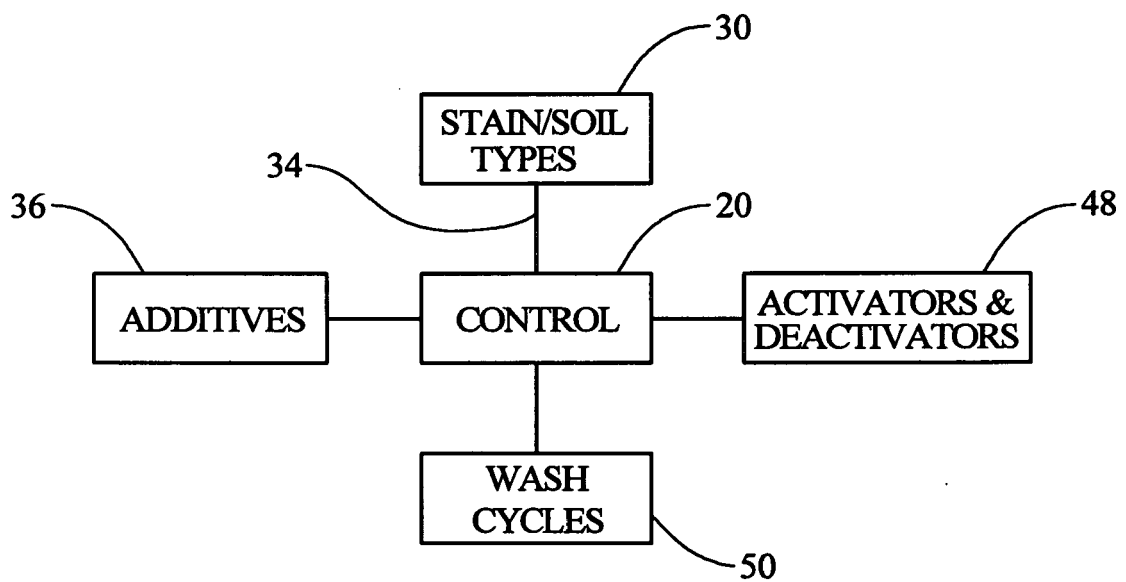 30
STAIN/SOIL
TYPES
34
36
20
48
ADDITIVES
CONTROL
ACTIVATORS &
DEACTIVATORS
WASH
CYCLES
50